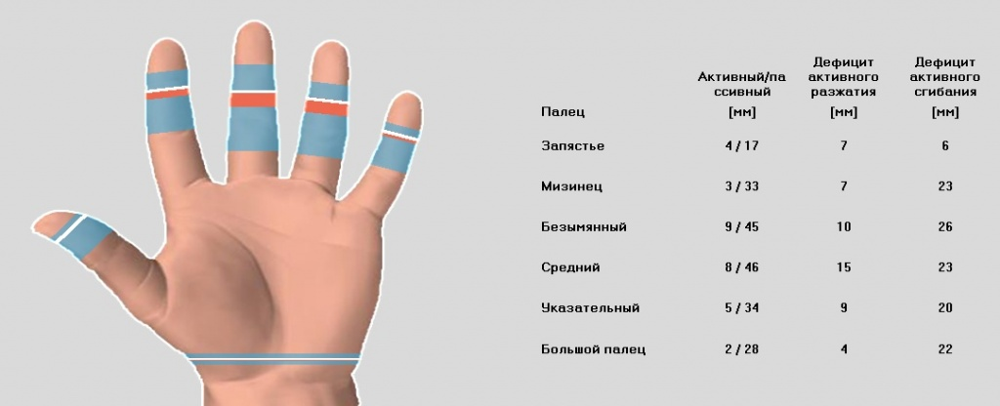 Активный/па
ссивный
[мм]
Дефицит
активного
разжатия
[мм]
Дефицит
активного
сгибания
[мм]
Палец
Запястье 4 / 17 7 6
Мизинец 3 / 33 7 23
Безымянный 9 / 45 10 26
Средний 8 / 46 15 23
Указательный 5 / 34 9 20
Большой палец 2 / 28 4 22